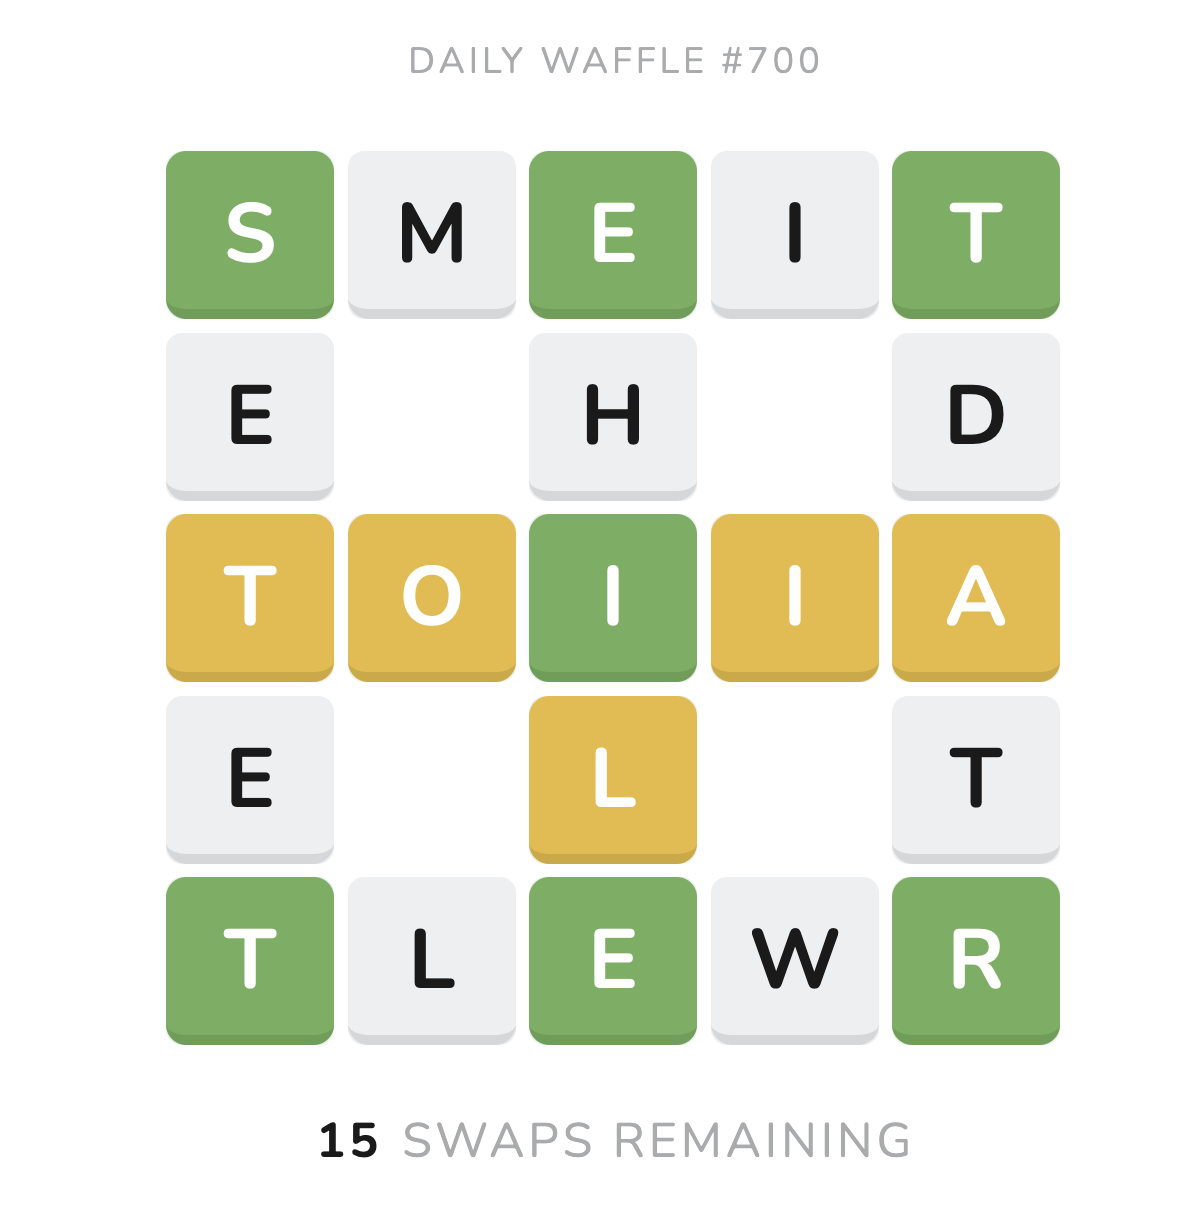 DAILY WAFFLE #700
S M E I T
E H D
T O I I A
E L T
T L E W R
15 SWAPS REMAINING